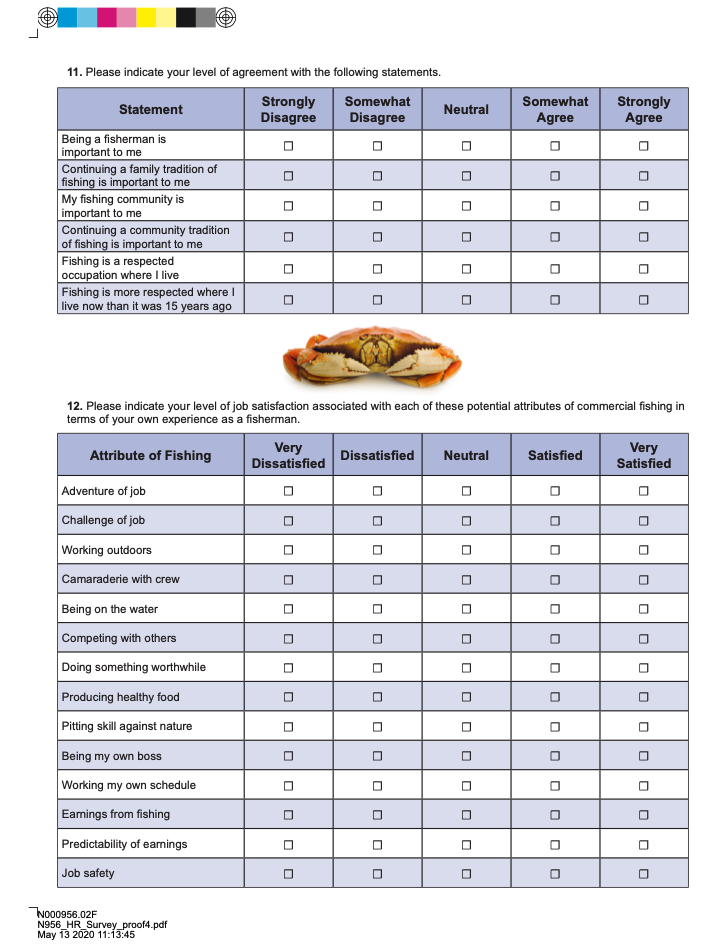 11. Please indicate your level of agreement with the following statements.
Statement
Strongly
Disagree
Somewhat
Disagree
Neutral
Somewhat
Agree
Strongly
Agree
Being a fisherman is
important to me
Continuing a family tradition of
fishing is important to me
My fishing community is
important to me
Continuing a community tradition
of fishing is important to me
Fishing is a respected
occupation where I live
Fishing is more respected where I
live now than it was 15 years ago
12. Please indicate your level of job satisfaction associated with each of these potential attributes of commercial fishing in
terms of your own experience as a fisherman.
Attribute of Fishing
Very
Dissatisfied
Dissatisfied
Neutral
Satisfied
Very
Satisfied
Adventure of job
Challenge of job
Working outdoors
Camaraderie with crew
Being on the water
Competing with others
Doing something worthwhile
Producing healthy food
Pitting skill against nature
Being my own boss
Working my own schedule
Earnings from fishing
Predictability of earnings
Job safety
N000956.02F
N956_HR_Survey_proof4.pdf
May 13 2020 11:13:45